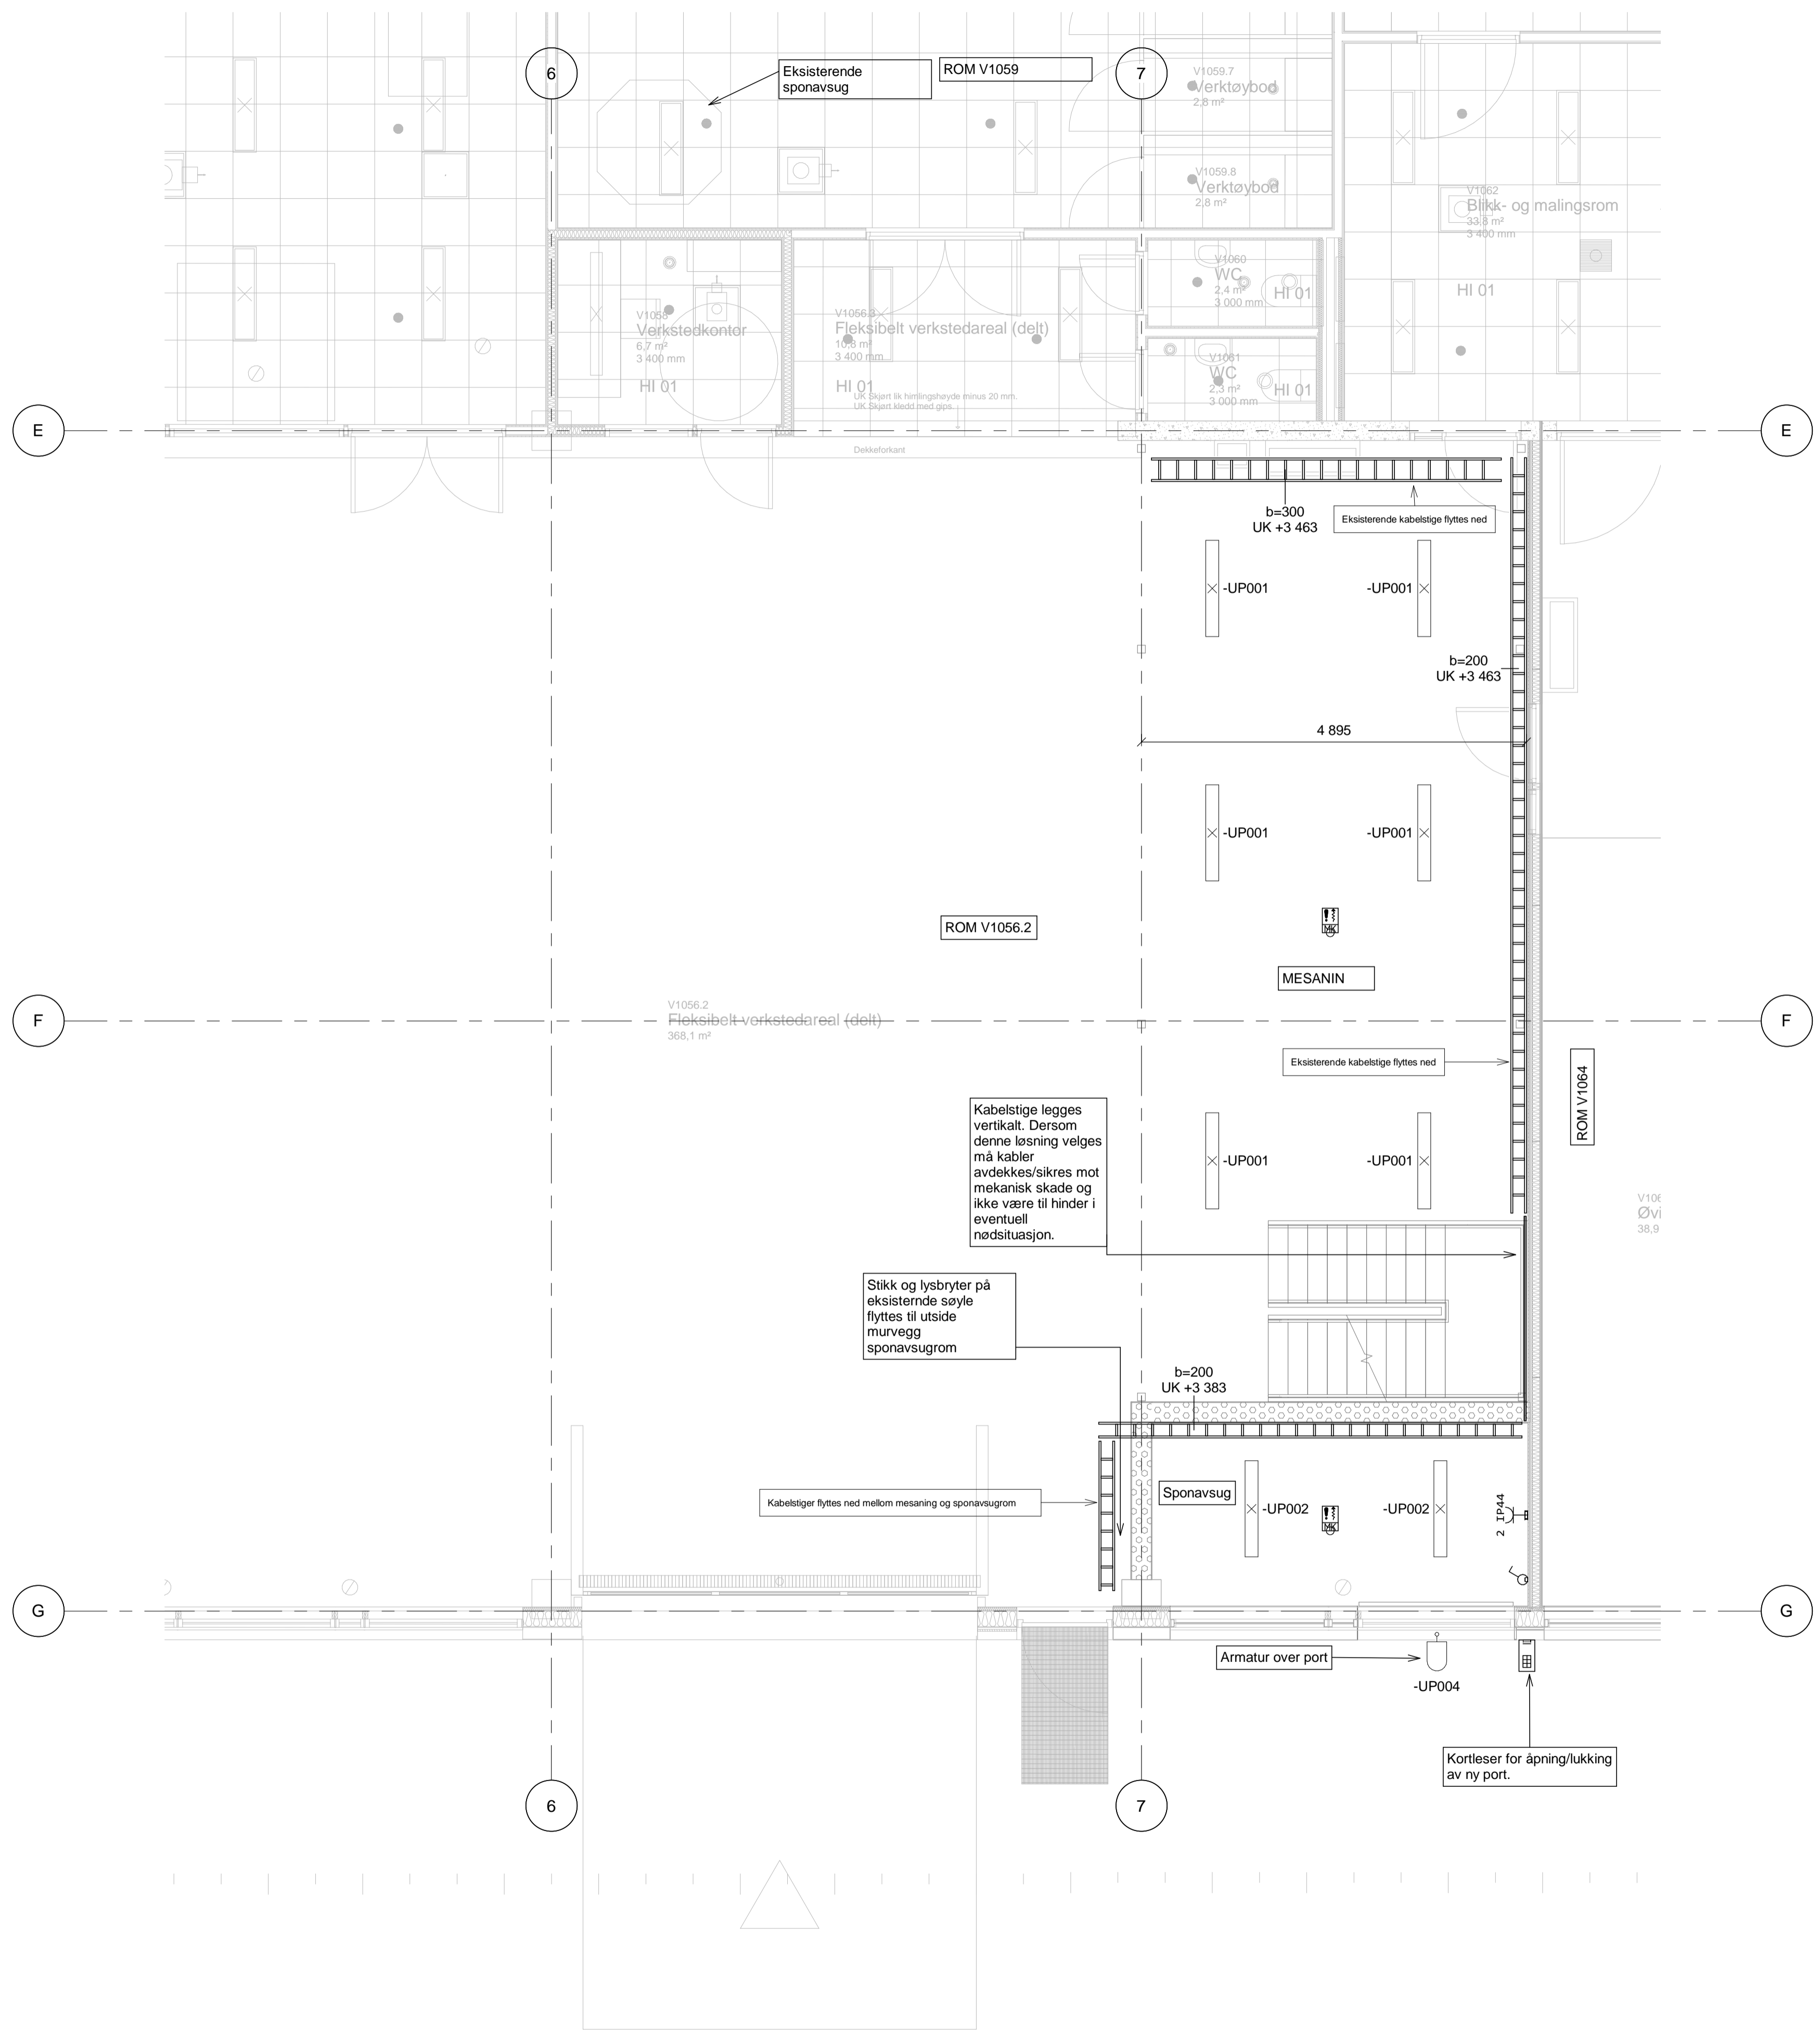 6
Eksisterende
sponavsug
ROM V1059
7
V1059.7
Verktøybod
2,8 m²
V1059.8
Verktøybod
2,8 m²
V1062
Blikk- og malingsrom
33,8 m²
3 400 mm
HI 01
V1058
Verkstedkontor
6,7 m²
3 400 mm
HI 01
V1056.3
Fleksibelt verkstedareal (delt)
10,8 m²
3 400 mm
HI 01
UK Skjørt lik himlingshøyde minus 20 mm.
UK Skjørt kledd med gips.
V1060
WC
2,4 m²
3 000 mm
HI 01
V1061
WC
2,3 m²
3 000 mm
HI 01
E
E
Dekkeforkant
b=300
UK +3 463
Eksisterende kabelstige flyttes ned
-UP001
-UP001
b=200
UK +3 463
4 895
-UP001
-UP001
ROM V1056.2
MK
MESANIN
V1056.2
Fleksibelt verkstedareal (delt)
368,1 m²
F
F
Eksisterende kabelstige flyttes ned
ROM V1064
Kabelstige legges
vertikalt. Dersom
denne løsning velges
må kabler
avdekkes/sikres mot
mekanisk skade og
ikke være til hinder i
eventuell
nødsituasjon.
-UP001
-UP001
V106
Øvi
38,9
Stikk og lysbryter på
eksisternde søyle
flyttes til utside
murvegg
sponavsugrom
b=200
UK +3 383
Kabelstiger flyttes ned mellom mesaning og sponavsugrom
Sponavsug
-UP002
MK
-UP002
2 IP44
G
G
Armatur over port
-UP004
Kortleser for åpning/lukking
av ny port.
6
7